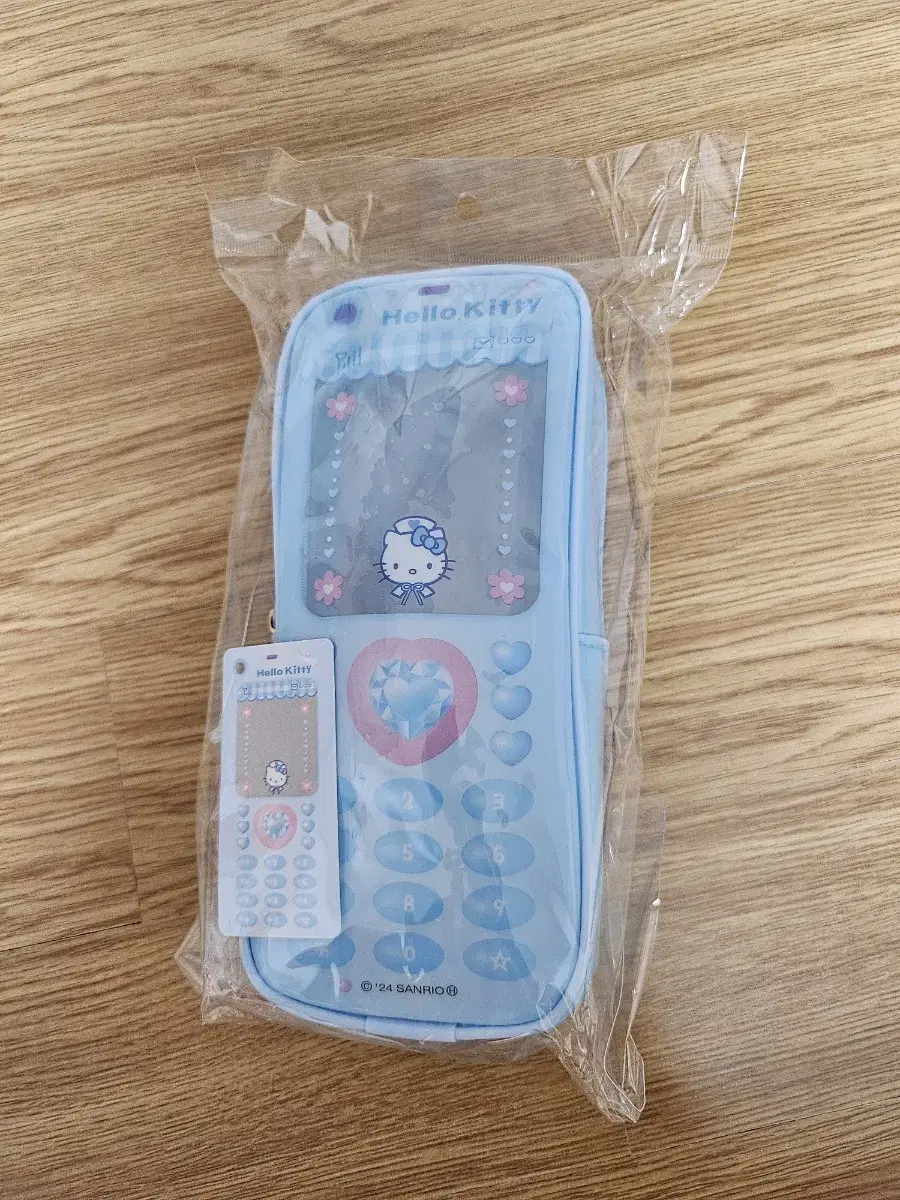 Hello Kitty
Hello Kitty
2 3
5 6
8 9
* 0 ☆
© '24 SANRIO Ⓗ